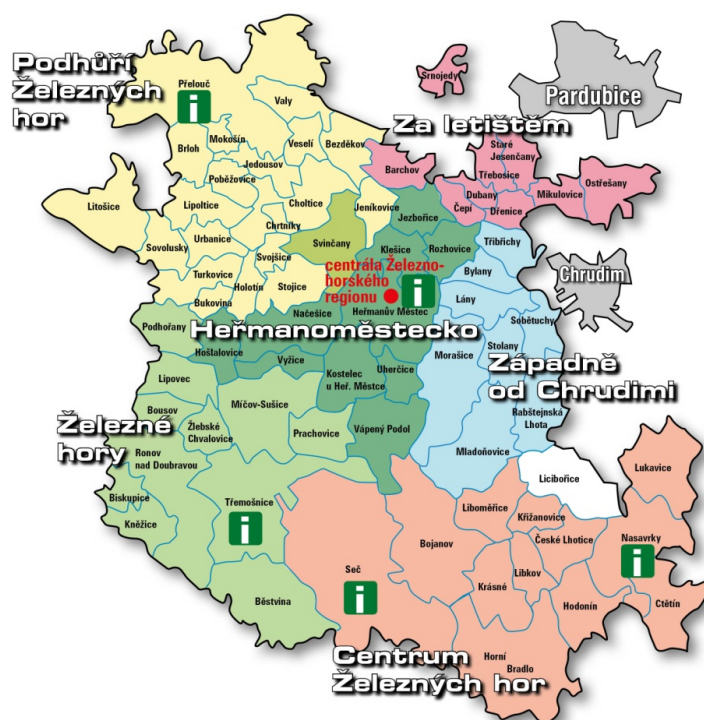 Podhůří
Železných
hor
Přelouč
i
Valy
Srnojedy
Pardubice
Za letištěm
Mokošín
Veselí
Bezděkov
Brloh
Jedousov
Poběžovice
Barchov
Staré
Jesenčany
Třebosice
Dubany
Mikulovice
Ostřešany
Čepí
Dřenice
Litošice
Lipoltice
Choltice
Jeníkovice
Jezbořice
Chrtníky
Sovolusky
Urbanice
Svinčany
Klešice
Rozhovice
Třibřichy
Svojšice
Turkovice
Holotín
Stojice
Bukovina
centrála Železno-
horského
regionu
i
Bylany
Chrudim
Lány
Načešice
Heřmanův Městec
Sobětuchy
Podhořany
Heřmanoměstecko
Hošťalovice
Vyžice
Kostelec
u Heř. Městce
Uherčice
Morašice
Stolany
Západně
od Chrudimi
Lipovec
Bousov
Míčov-Sušice
Žlebské
Chvalovice
Železné
hory
Prachovice
Vápený Podol
Rabštejnská
Lhota
Mladoňovice
Ronov
nad Doubravou
Biskupice
Kněžice
Třemošnice
i
Licibořice
Lukavice
Liboměřice
Křižanovice
Bojanov
České Lhotice
Nasavrky
i
Seč
i
Libkov
Krásné
Hodonín
Ctětín
Běstvina
Horní
Bradlo
Centrum
Železných hor